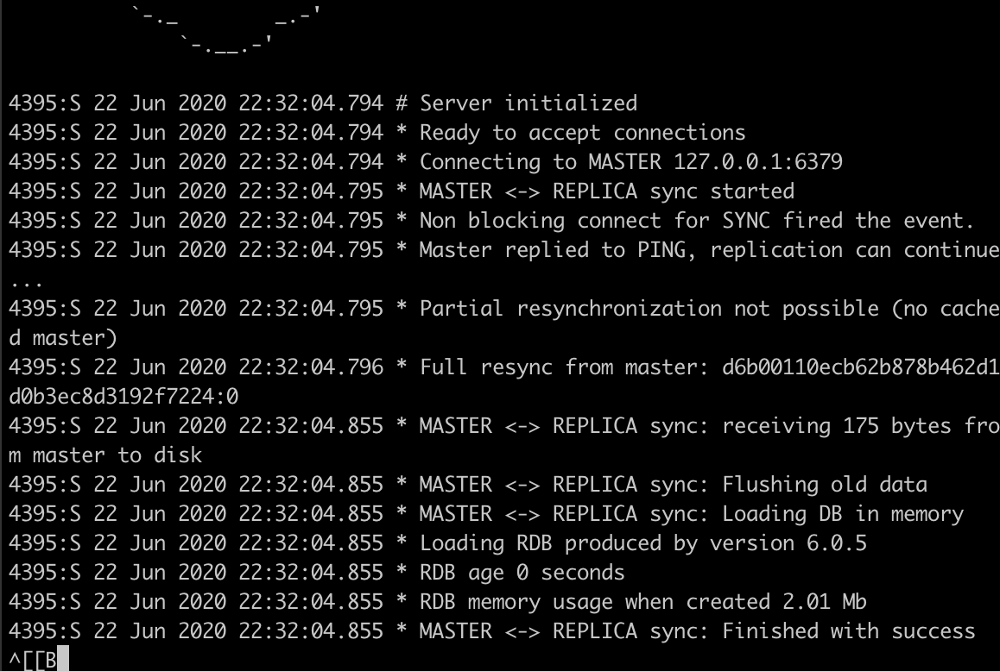 `-._        _.-'
`-.__.-'
4395:S 22 Jun 2020 22:32:04.794 # Server initialized
4395:S 22 Jun 2020 22:32:04.794 * Ready to accept connections
4395:S 22 Jun 2020 22:32:04.794 * Connecting to MASTER 127.0.0.1:6379
4395:S 22 Jun 2020 22:32:04.795 * MASTER <-> REPLICA sync started
4395:S 22 Jun 2020 22:32:04.795 * Non blocking connect for SYNC fired the event.
4395:S 22 Jun 2020 22:32:04.795 * Master replied to PING, replication can continue
...
4395:S 22 Jun 2020 22:32:04.795 * Partial resynchronization not possible (no cache
d master)
4395:S 22 Jun 2020 22:32:04.796 * Full resync from master: d6b00110ecb62b878b462d1
d0b3ec8d3192f7224:0
4395:S 22 Jun 2020 22:32:04.855 * MASTER <-> REPLICA sync: receiving 175 bytes fro
m master to disk
4395:S 22 Jun 2020 22:32:04.855 * MASTER <-> REPLICA sync: Flushing old data
4395:S 22 Jun 2020 22:32:04.855 * MASTER <-> REPLICA sync: Loading DB in memory
4395:S 22 Jun 2020 22:32:04.855 * Loading RDB produced by version 6.0.5
4395:S 22 Jun 2020 22:32:04.855 * RDB age 0 seconds
4395:S 22 Jun 2020 22:32:04.855 * RDB memory usage when created 2.01 Mb
4395:S 22 Jun 2020 22:32:04.855 * MASTER <-> REPLICA sync: Finished with success
^[[B